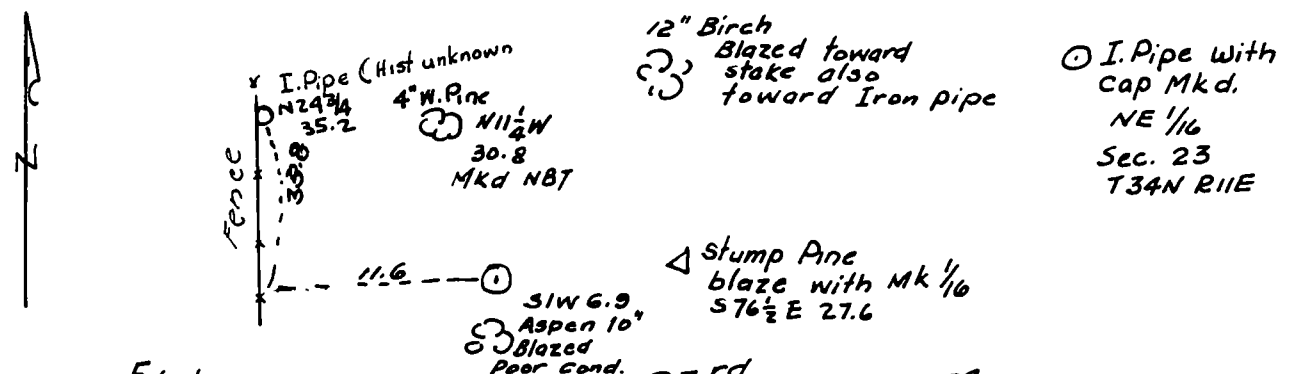 N
I. Pipe (Hist unknown
N24 3/4
35.2
33.8
Fence
4" W. Pine
N11 1/4 W
30.8
Mkd NBT
12" Birch
Blazed toward
stake also
toward Iron pipe
I. Pipe with
Cap Mkd.
NE 1/16
Sec. 23
T34N R11E
11.6
S1W 6.9
Aspen 10"
Blazed
Poor Cond.
Stump Pine
blaze with Mk 1/16
S 76 1/2 E 27.6